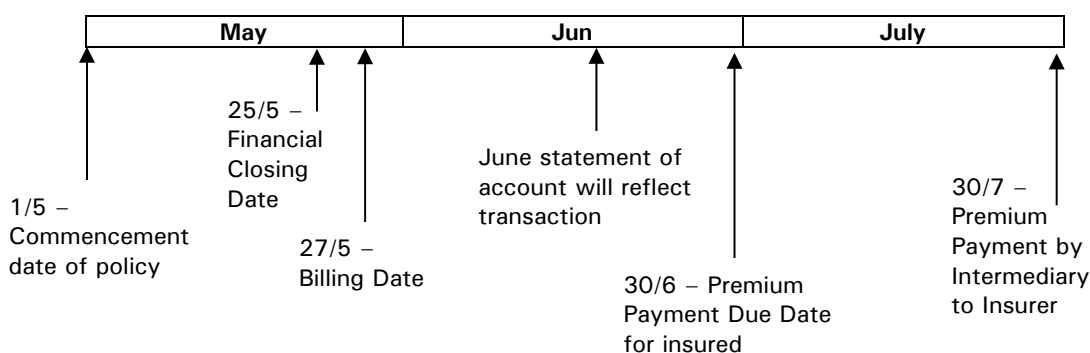 May Jun July
25/5 –
Financial
Closing
Date
June statement of
account will reflect
transaction
30/7 –
Premium
Payment by
Intermediary
to Insurer
1/5 –
Commencement
date of policy
27/5 –
Billing Date
30/6 – Premium
Payment Due Date
for insured